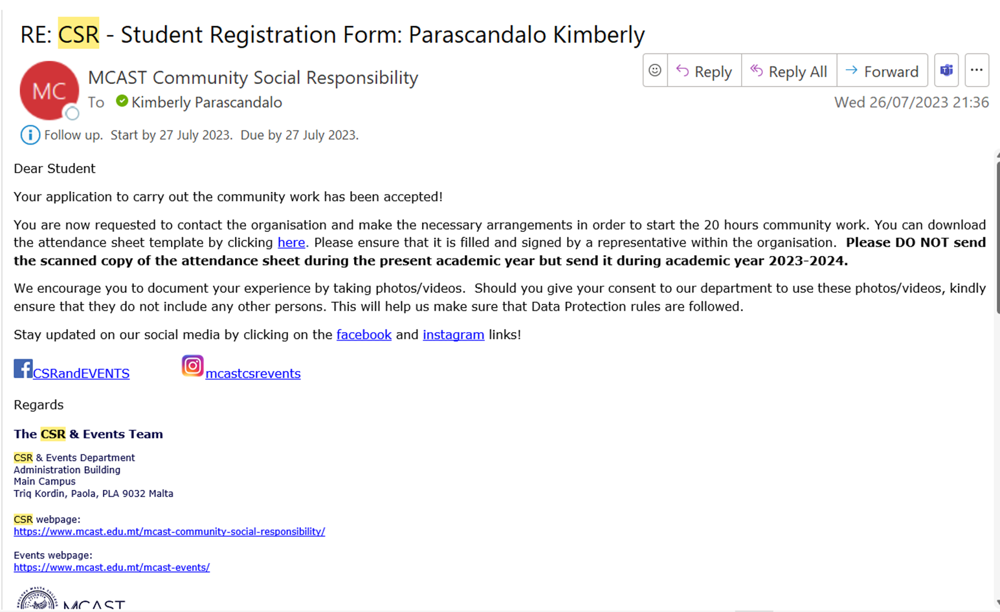 RE: CSR - Student Registration Form: Parascandalo Kimberly
MC
MCAST Community Social Responsibility
To Kimberly Parascandalo
Reply
Reply All
Forward
Wed 26/07/2023 21:36
Follow up. Start by 27 July 2023. Due by 27 July 2023.
Dear Student
Your application to carry out the community work has been accepted!
You are now requested to contact the organisation and make the necessary arrangements in order to start the 20 hours community work. You can download
the attendance sheet template by clicking here. Please ensure that it is filled and signed by a representative within the organisation. Please DO NOT send
the scanned copy of the attendance sheet during the present academic year but send it during academic year 2023-2024.
We encourage you to document your experience by taking photos/videos. Should you give your consent to our department to use these photos/videos, kindly
ensure that they do not include any other persons. This will help us make sure that Data Protection rules are followed.
Stay updated on our social media by clicking on the facebook and instagram links!
CSRandEVENTS mcastcsrevents
Regards
The CSR & Events Team
CSR & Events Department
Administration Building
Main Campus
Triq Kordin, Paola, PLA 9032 Malta
CSR webpage:
https://www.mcast.edu.mt/mcast-community-social-responsibility/
Events webpage:
https://www.mcast.edu.mt/mcast-events/
MCAST